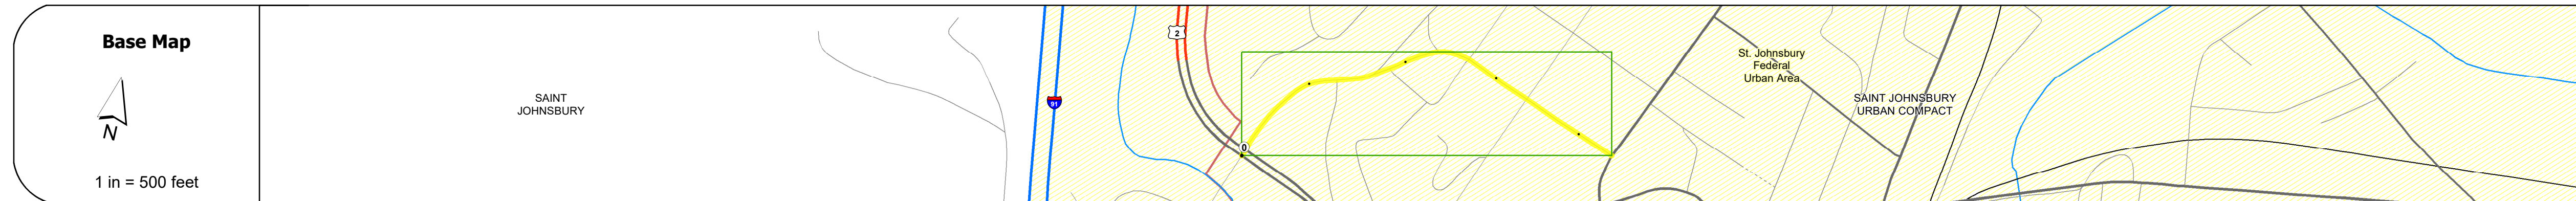 Base Map
N
1 in = 500 feet
SAINT
JOHNSBURY
91
2
0
St. Johnsbury
Federal
Urban Area
SAINT JOHNSBURY
URBAN COMPACT